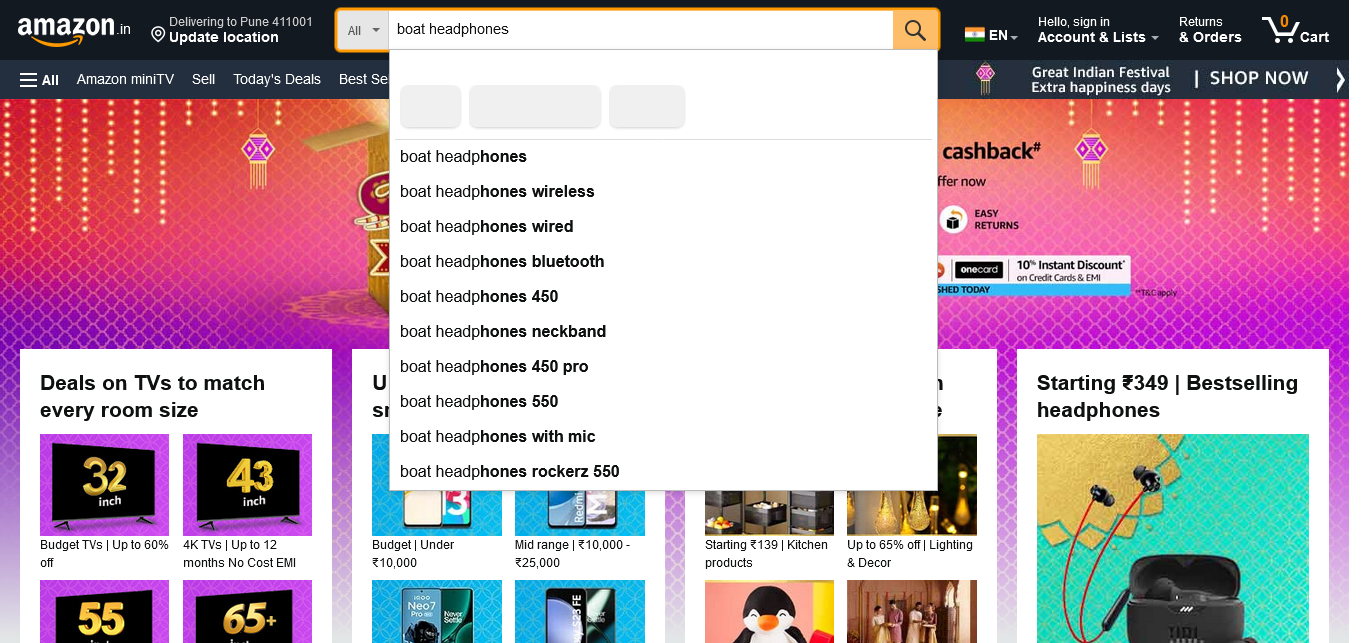 amazon.in
Delivering to Pune 411001
Update location
All
boat headphones
EN
Hello, sign in
Account & Lists
Returns
& Orders
0
Cart
All
Amazon miniTV
Sell
Today's Deals
Best Se
Great Indian Festival
Extra happiness days
| SHOP NOW
boat headphones
boat headphones wireless
boat headphones wired
boat headphones bluetooth
boat headphones 450
boat headphones neckband
boat headphones 450 pro
boat headphones 550
boat headphones with mic
boat headphones rockerz 550
cashback#
ffer now
EASY
RETURNS
onecard
10% Instant Discount*
on Credit Cards & EMI
SHED TODAY
**T&C apply
Deals on TVs to match
every room size
32
inch
43
inch
Budget TVs | Up to 60%
off
4K TVs | Up to 12
months No Cost EMI
55
65+
Budget | Under
₹10,000
Redmi
Mid range | ₹10,000 -
₹25,000
iQOO
Neo7
Pro
Never
Settle
S23 FE
Starting ₹139 | Kitchen
products
Up to 65% off | Lighting
& Decor
Starting ₹349 | Bestselling
headphones
JBL